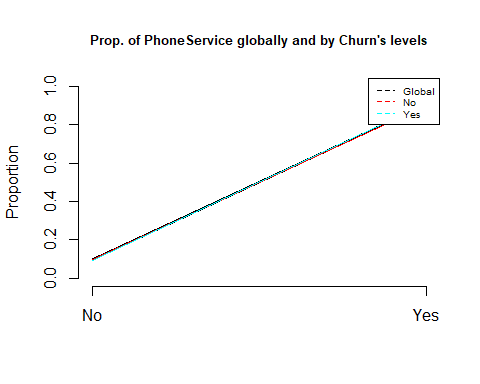 Prop. of PhoneService globally and by Churn's levels
Global
No
Yes
Proportion
1.0
0.8
0.6
0.4
0.2
0.0
No
Yes